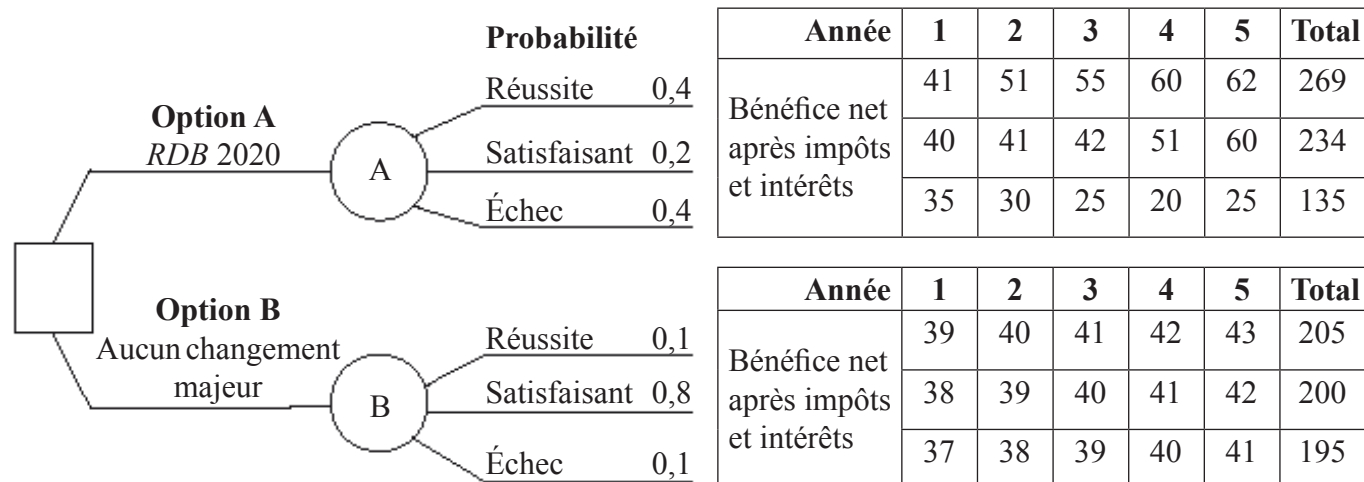 Probabilité
Réussite 0,4
Option A
RDB 2020
A
Satisfaisant 0,2
Échec 0,4
Année 1 2 3 4 5 Total
Bénéfice net
après impôts
et intérêts
41 51 55 60 62 269
40 41 42 51 60 234
35 30 25 20 25 135
Option B
Aucun changement
majeur
B
Réussite 0,1
Satisfaisant 0,8
Échec 0,1
Année 1 2 3 4 5 Total
Bénéfice net
après impôts
et intérêts
39 40 41 42 43 205
38 39 40 41 42 200
37 38 39 40 41 195